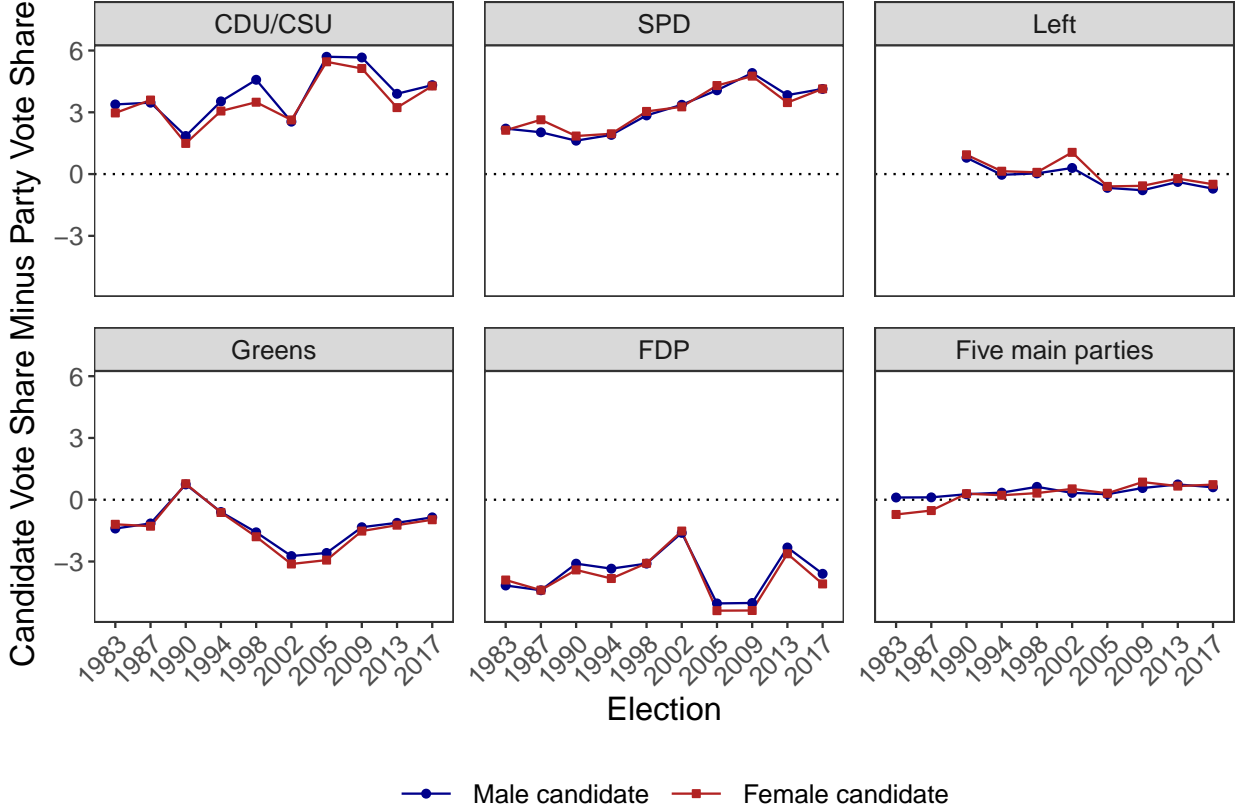 Candidate Vote Share Minus Party Vote Share
CDU/CSU
SPD
Left
6
3
0
−3
Greens
FDP
Five main parties
6
3
0
−3
1983 1987 1990 1994 1998 2002 2005 2009 2013 2017
1983 1987 1990 1994 1998 2002 2005 2009 2013 2017
1983 1987 1990 1994 1998 2002 2005 2009 2013 2017
Election
Male candidate
Female candidate